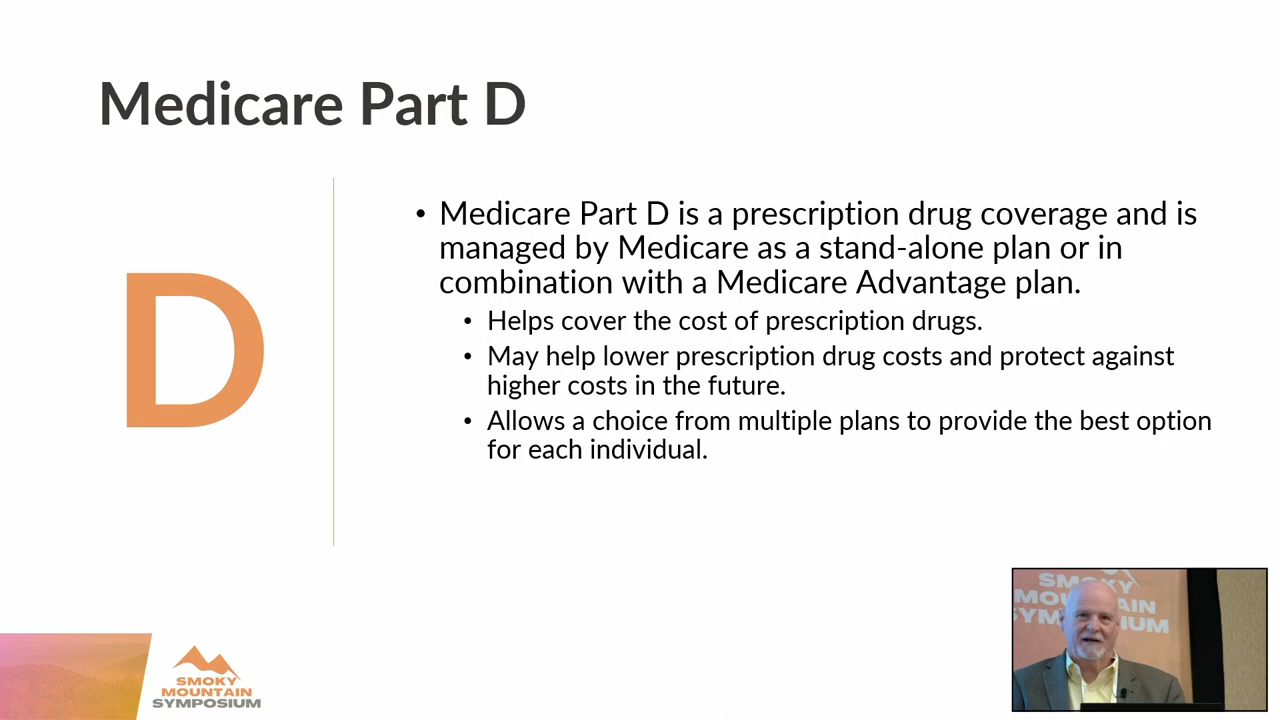 Medicare Part D
D
• Medicare Part D is a prescription drug coverage and is
managed by Medicare as a stand-alone plan or in
combination with a Medicare Advantage plan.
• Helps cover the cost of prescription drugs.
• May help lower prescription drug costs and protect against
higher costs in the future.
• Allows a choice from multiple plans to provide the best option
for each individual.
SMOKY
MOUNTAIN
SYMPOSIUM
SMOKY